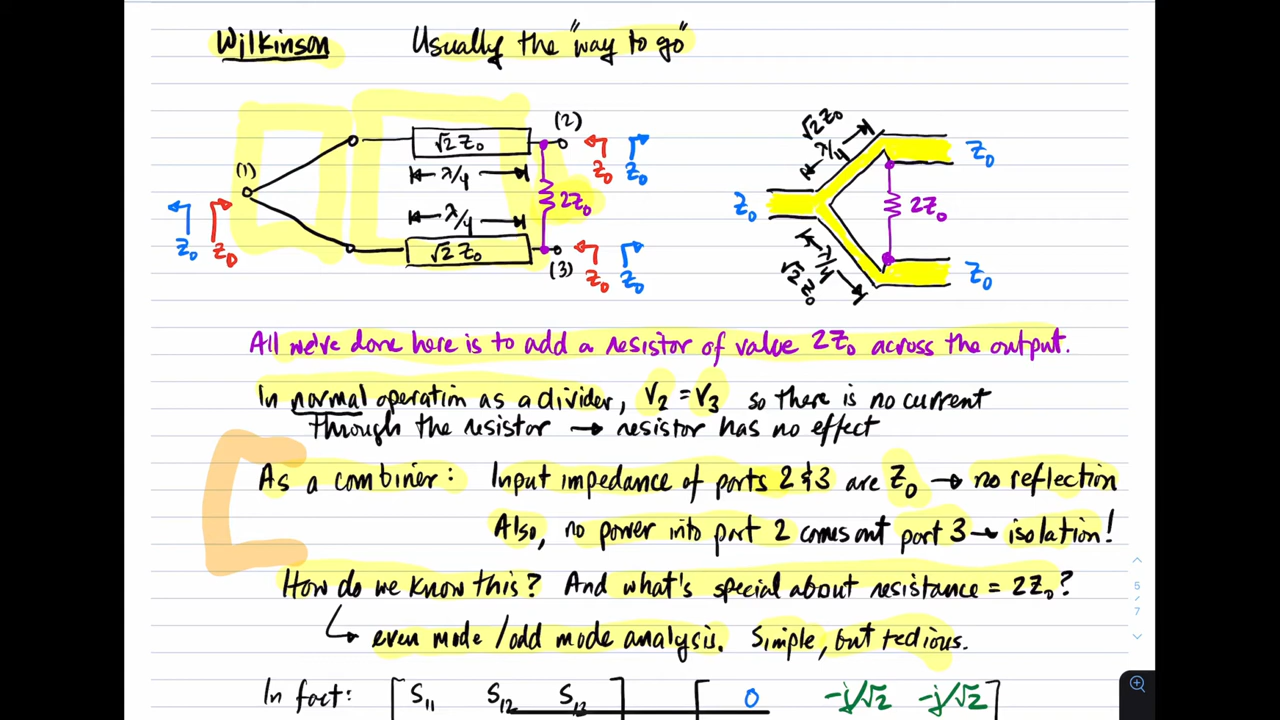 Wilkinson Usually the "way to go"
(1)
√2 Z₀
λ/4
λ/4
√2 Z₀
(2)
(3)
2Z₀
Z₀ Z₀
Z₀ Z₀
Z₀ Z₀
√2 Z₀
λ/4
Z₀
Z₀
2Z₀
λ/4
√2 Z₀
Z₀
All we've done here is to add a resistor of value 2Z₀ across the output.
In normal operation as a divider, V₂ = V₃ so there is no current
through the resistor → resistor has no effect
As a combiner: Input impedance of ports 2 & 3 are Z₀ → no reflection
Also, no power into port 2 comes out port 3 → isolation!
How do we know this? And what's special about resistance = 2Z₀?
↳ even mode/odd mode analysis. Simple, but tedious.
In fact: [ S₁₁ S₁₂ S₁₂ ] [ 0 -j/√2 -j/√2 ]
5
/
7